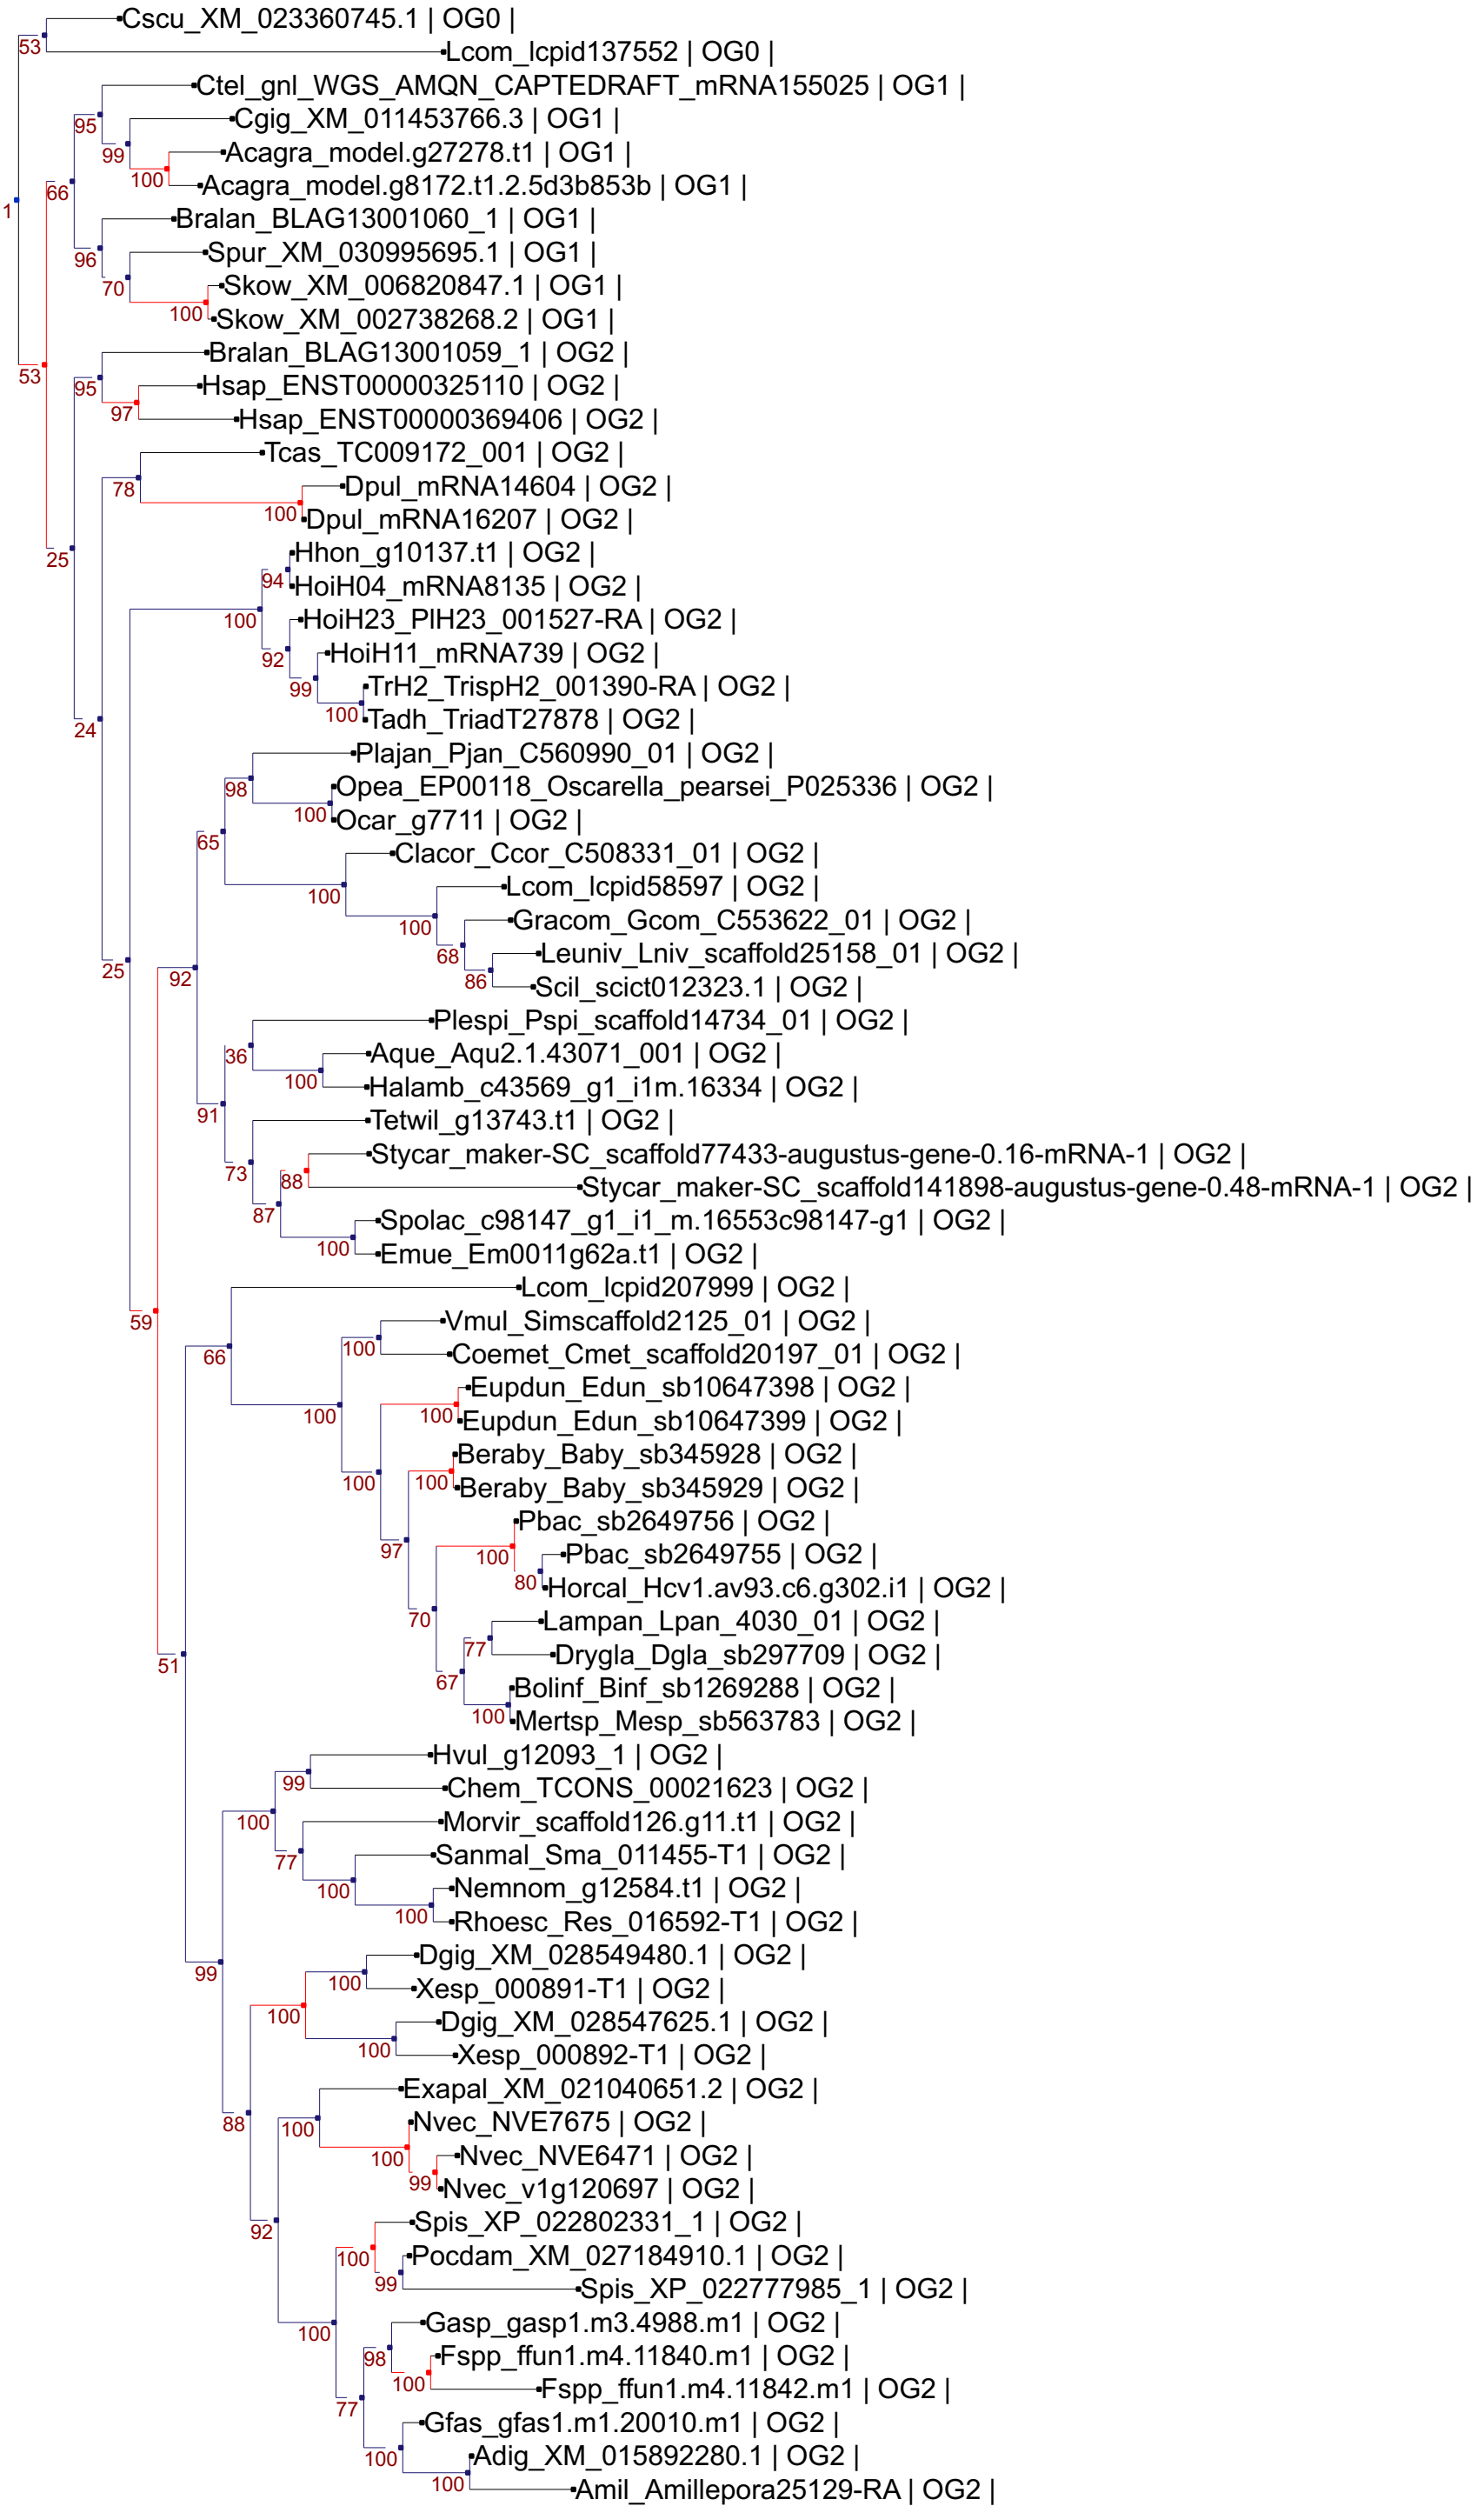 Cscu_XM_023360745.1 | OG0 |
53
Lcom_lcpid137552 | OG0 |
Ctel_gnl_WGS_AMQN_CAPTEDRAFT_mRNA155025 | OG1 |
95
Cgig_XM_011453766.3 | OG1 |
99
Acagra_model.g27278.t1 | OG1 |
100
Acagra_model.g8172.t1.2.5d3b853b | OG1 |
66
1
Bralan_BLAG13001060_1 | OG1 |
96
Spur_XM_030995695.1 | OG1 |
70
Skow_XM_006820847.1 | OG1 |
100
Skow_XM_002738268.2 | OG1 |
53
Bralan_BLAG13001059_1 | OG2 |
95
Hsap_ENST00000325110 | OG2 |
97
Hsap_ENST00000369406 | OG2 |
Tcas_TC009172_001 | OG2 |
78
Dpul_mRNA14604 | OG2 |
100
Dpul_mRNA16207 | OG2 |
25
Hhon_g10137.t1 | OG2 |
94
HoiH04_mRNA8135 | OG2 |
100
HoiH23_PIH23_001527-RA | OG2 |
92
HoiH11_mRNA739 | OG2 |
99
TrH2_TrispH2_001390-RA | OG2 |
100
Tadh_TriadT27878 | OG2 |
24
Plajan_Pjan_C560990_01 | OG2 |
98
Opea_EP00118_Oscarella_pearsei_P025336 | OG2 |
100
Ocar_g7711 | OG2 |
65
Clacor_Ccor_C508331_01 | OG2 |
100
Lcom_lcpid58597 | OG2 |
100
Gracom_Gcom_C553622_01 | OG2 |
68
Leuniv_Lniv_scaffold25158_01 | OG2 |
86
Scil_scict012323.1 | OG2 |
25
92
Plespi_Pspi_scaffold14734_01 | OG2 |
36
Aque_Aqu2.1.43071_001 | OG2 |
100
Halamb_c43569_g1_i1m.16334 | OG2 |
91
Tetwil_g13743.t1 | OG2 |
73
Stycar_maker-SC_scaffold77433-augustus-gene-0.16-mRNA-1 | OG2 |
88
Stycar_maker-SC_scaffold141898-augustus-gene-0.48-mRNA-1 | OG2 |
87
Spolac_c98147_g1_i1_m.16553c98147-g1 | OG2 |
100
Emue_Em0011g62a.t1 | OG2 |
59
Lcom_lcpid207999 | OG2 |
66
Vmul_Simscaffold2125_01 | OG2 |
100
Coemet_Cmet_scaffold20197_01 | OG2 |
100
Eupdun_Edun_sb10647398 | OG2 |
100
Eupdun_Edun_sb10647399 | OG2 |
100
Beraby_Baby_sb345928 | OG2 |
100
Beraby_Baby_sb345929 | OG2 |
97
Pbac_sb2649756 | OG2 |
100
Pbac_sb2649755 | OG2 |
80
Horcal_Hcv1.av93.c6.g302.i1 | OG2 |
70
Lampan_Lpan_4030_01 | OG2 |
77
Drygla_Dgla_sb297709 | OG2 |
67
Bolinf_Binf_sb1269288 | OG2 |
100
Mertsp_Mesp_sb563783 | OG2 |
51
Hvul_g12093_1 | OG2 |
99
Chem_TCONS_00021623 | OG2 |
100
Morvir_scaffold126.g11.t1 | OG2 |
77
Sanmal_Sma_011455-T1 | OG2 |
100
Nemnom_g12584.t1 | OG2 |
100
Rhoesc_Res_016592-T1 | OG2 |
99
Dgig_XM_028549480.1 | OG2 |
100
Xesp_000891-T1 | OG2 |
100
Dgig_XM_028547625.1 | OG2 |
100
Xesp_000892-T1 | OG2 |
88
Exapal_XM_021040651.2 | OG2 |
100
Nvec_NVE7675 | OG2 |
100
Nvec_NVE6471 | OG2 |
99
Nvec_v1g120697 | OG2 |
92
Spis_XP_022802331_1 | OG2 |
100
Pocdam_XM_027184910.1 | OG2 |
99
Spis_XP_022777985_1 | OG2 |
100
Gasp_gasp1.m3.4988.m1 | OG2 |
98
Fspp_ffun1.m4.11840.m1 | OG2 |
100
Fspp_ffun1.m4.11842.m1 | OG2 |
77
Gfas_gfas1.m1.20010.m1 | OG2 |
100
Adig_XM_015892280.1 | OG2 |
100
Amil_Amillepora25129-RA | OG2 |